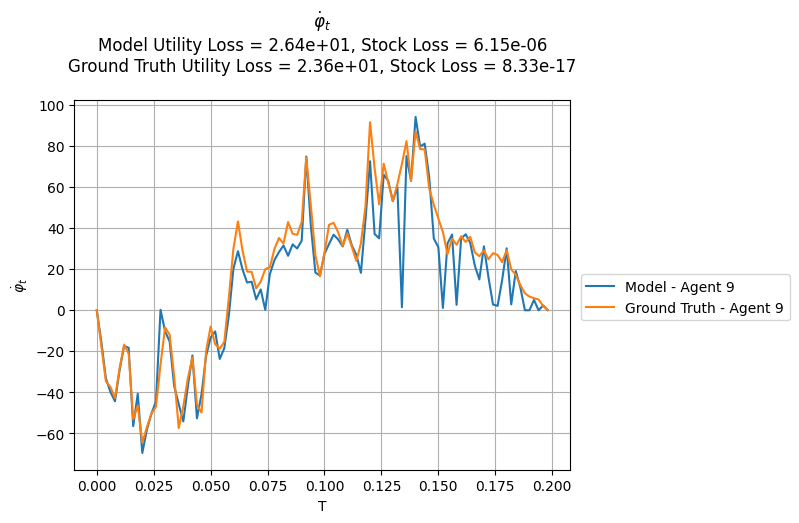 φ̇ₜ
Model Utility Loss = 2.64e+01, Stock Loss = 6.15e-06
Ground Truth Utility Loss = 2.36e+01, Stock Loss = 8.33e-17
100
80
60
40
20
0
−20
−40
−60
φ̇ₜ
0.000 0.025 0.050 0.075 0.100 0.125 0.150 0.175 0.200
T
Model - Agent 9
Ground Truth - Agent 9